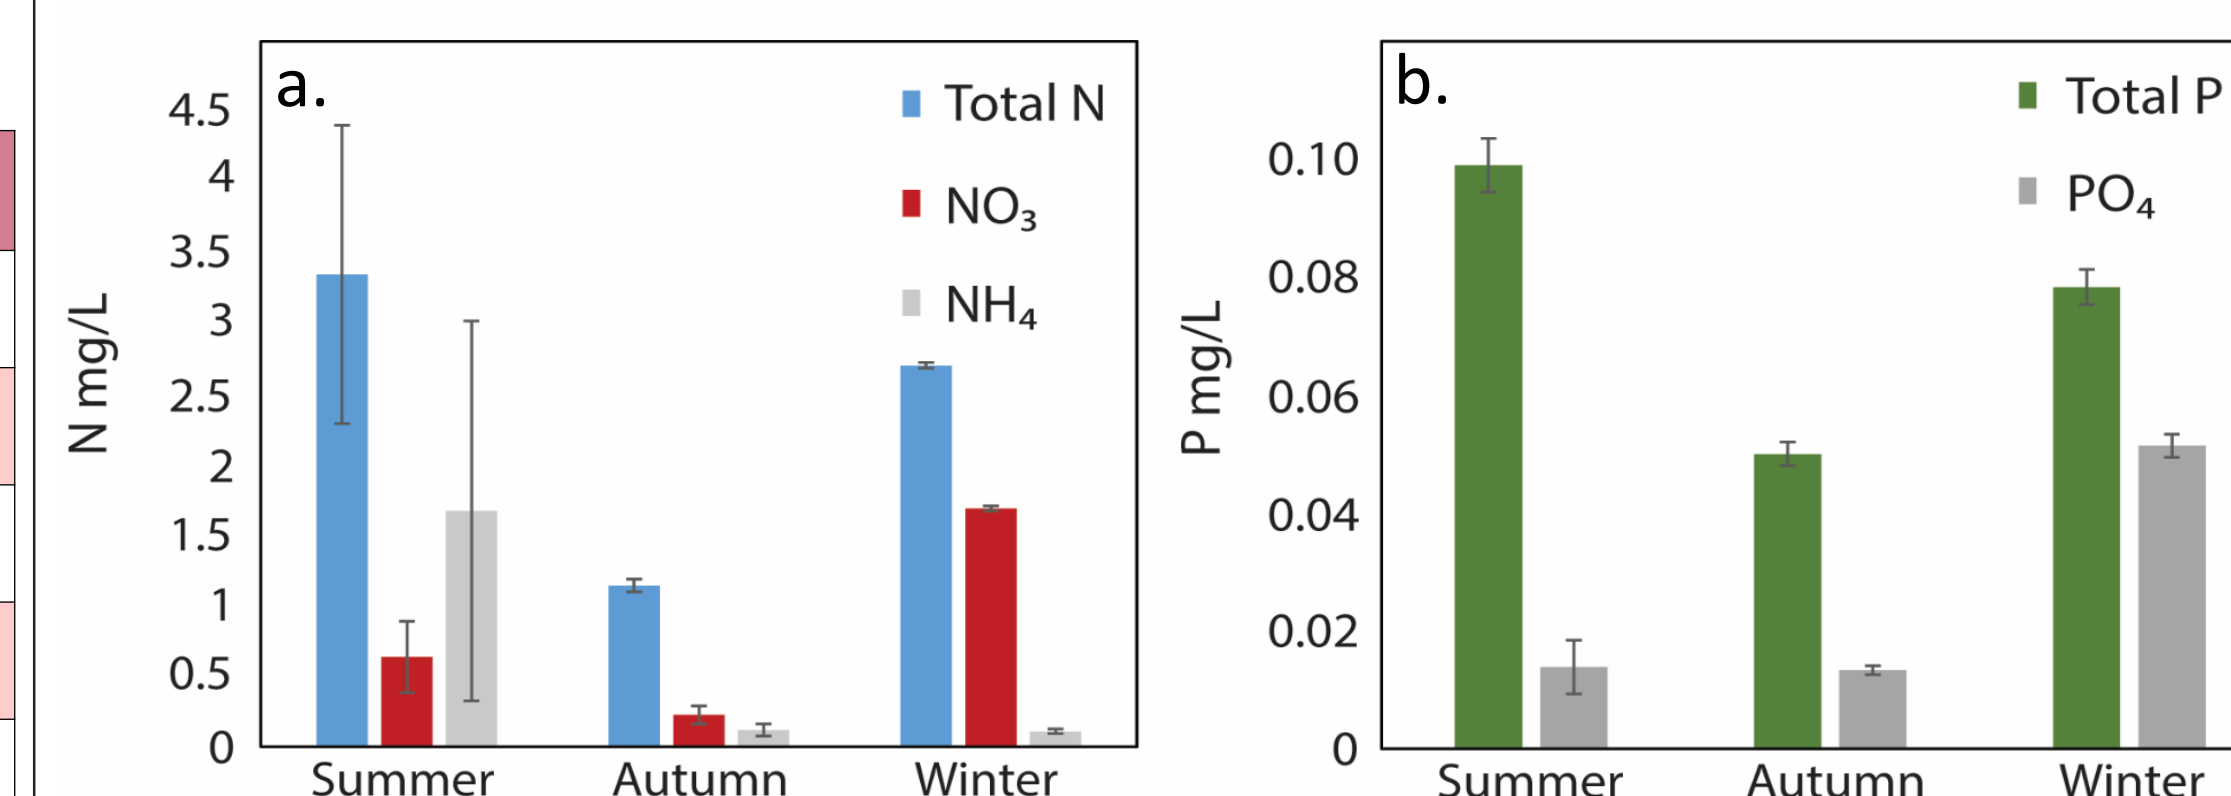 a.
Total N
NO₃
NH₄
N mg/L
4.5
4
3.5
3
2.5
2
1.5
1
0.5
0
Summer
Autumn
Winter
b.
Total P
PO₄
P mg/L
0.10
0.08
0.06
0.04
0.02
0
Summer
Autumn
Winter